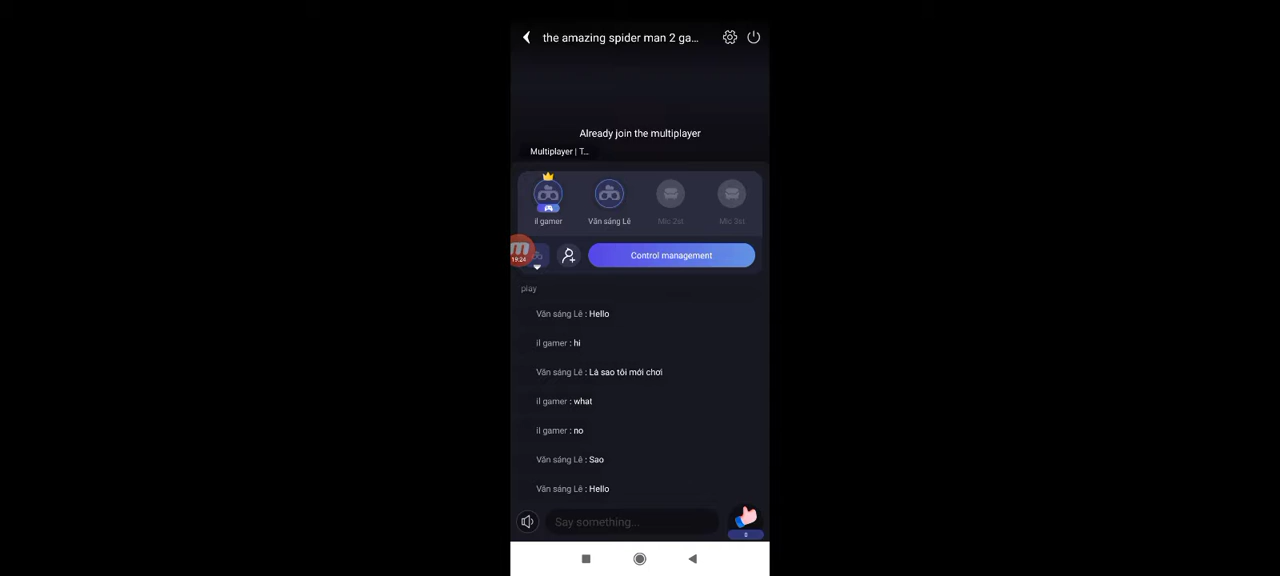 the amazing spider man 2 ga...
Already join the multiplayer
Multiplayer | T...
il gamer
Văn sáng Lê
Mic 2st.
Mic 3st.
19:24
Control management
play
Văn sáng Lê : Hello
il gamer : hi
Văn sáng Lê : Là sao tôi mới chơi
il gamer : what
il gamer : no
Văn sáng Lê : Sao
Văn sáng Lê : Hello
Say something...